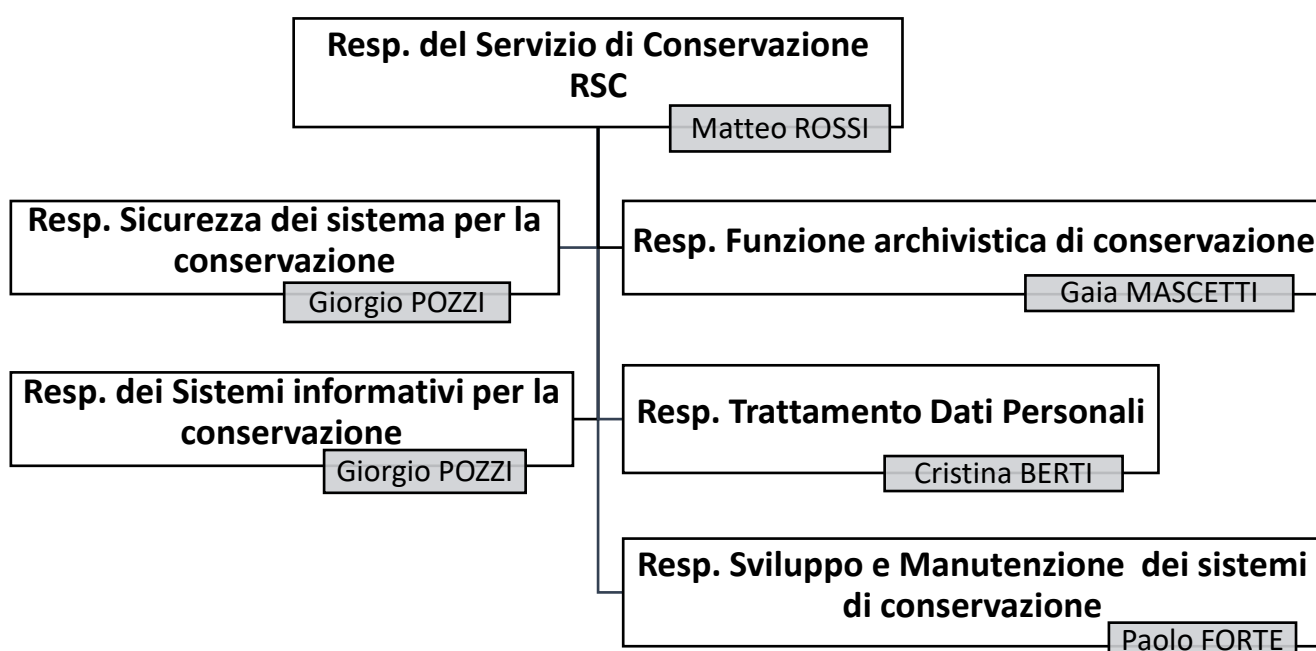 Resp. del Servizio di Conservazione
RSC
Matteo ROSSI
Resp. Sicurezza dei sistema per la
conservazione
Giorgio POZZI
Resp. Funzione archivistica di conservazione
Gaia MASCETTI
Resp. dei Sistemi informativi per la
conservazione
Giorgio POZZI
Resp. Trattamento Dati Personali
Cristina BERTI
Resp. Sviluppo e Manutenzione dei sistemi
di conservazione
Paolo FORTE